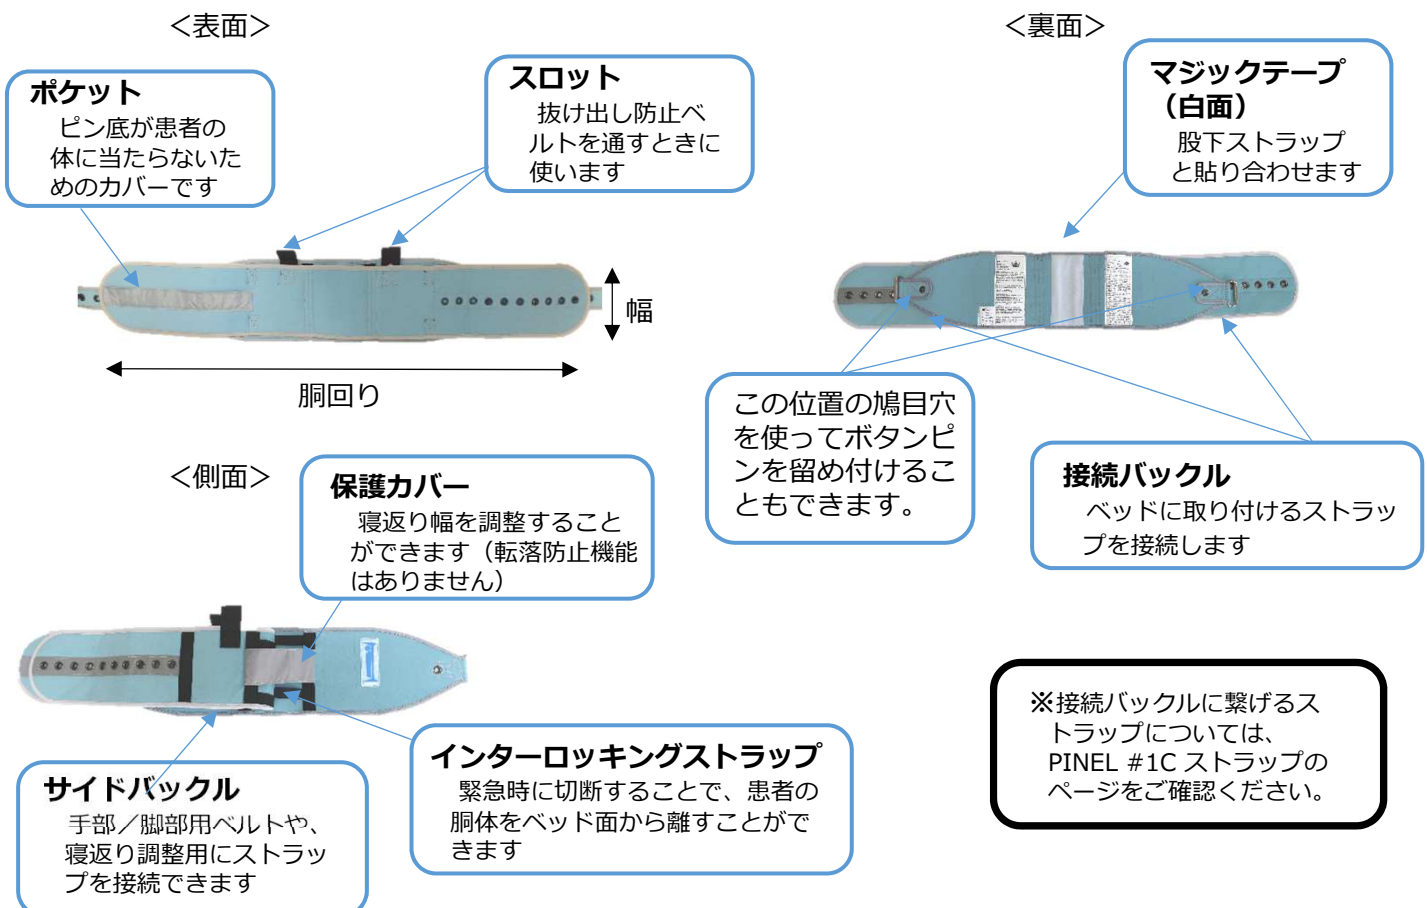 ＜表面＞
ポケット
ピン底が患者の
体に当たらないた
めのカバーです
スロット
抜け出し防止ベ
ルトを通すときに
使います
幅
胴回り
＜裏面＞
マジックテープ
（白面）
股下ストラップ
と貼り合わせます
この位置の鳩目穴
を使ってボタンピ
ンを留め付けるこ
ともできます。
接続バックル
ベッドに取り付けるストラッ
プを接続します
＜側面＞
保護カバー
寝返り幅を調整すること
ができます（転落防止機能
はありません）
サイドバックル
手部／脚部用ベルトや、
寝返り調整用にストラッ
プを接続できます
インターロッキングストラップ
緊急時に切断することで、患者の
胴体をベッド面から離すことがで
きます
※接続バックルに繋げるス
トラップについては、
PINEL #1C ストラップの
ページをご確認ください。